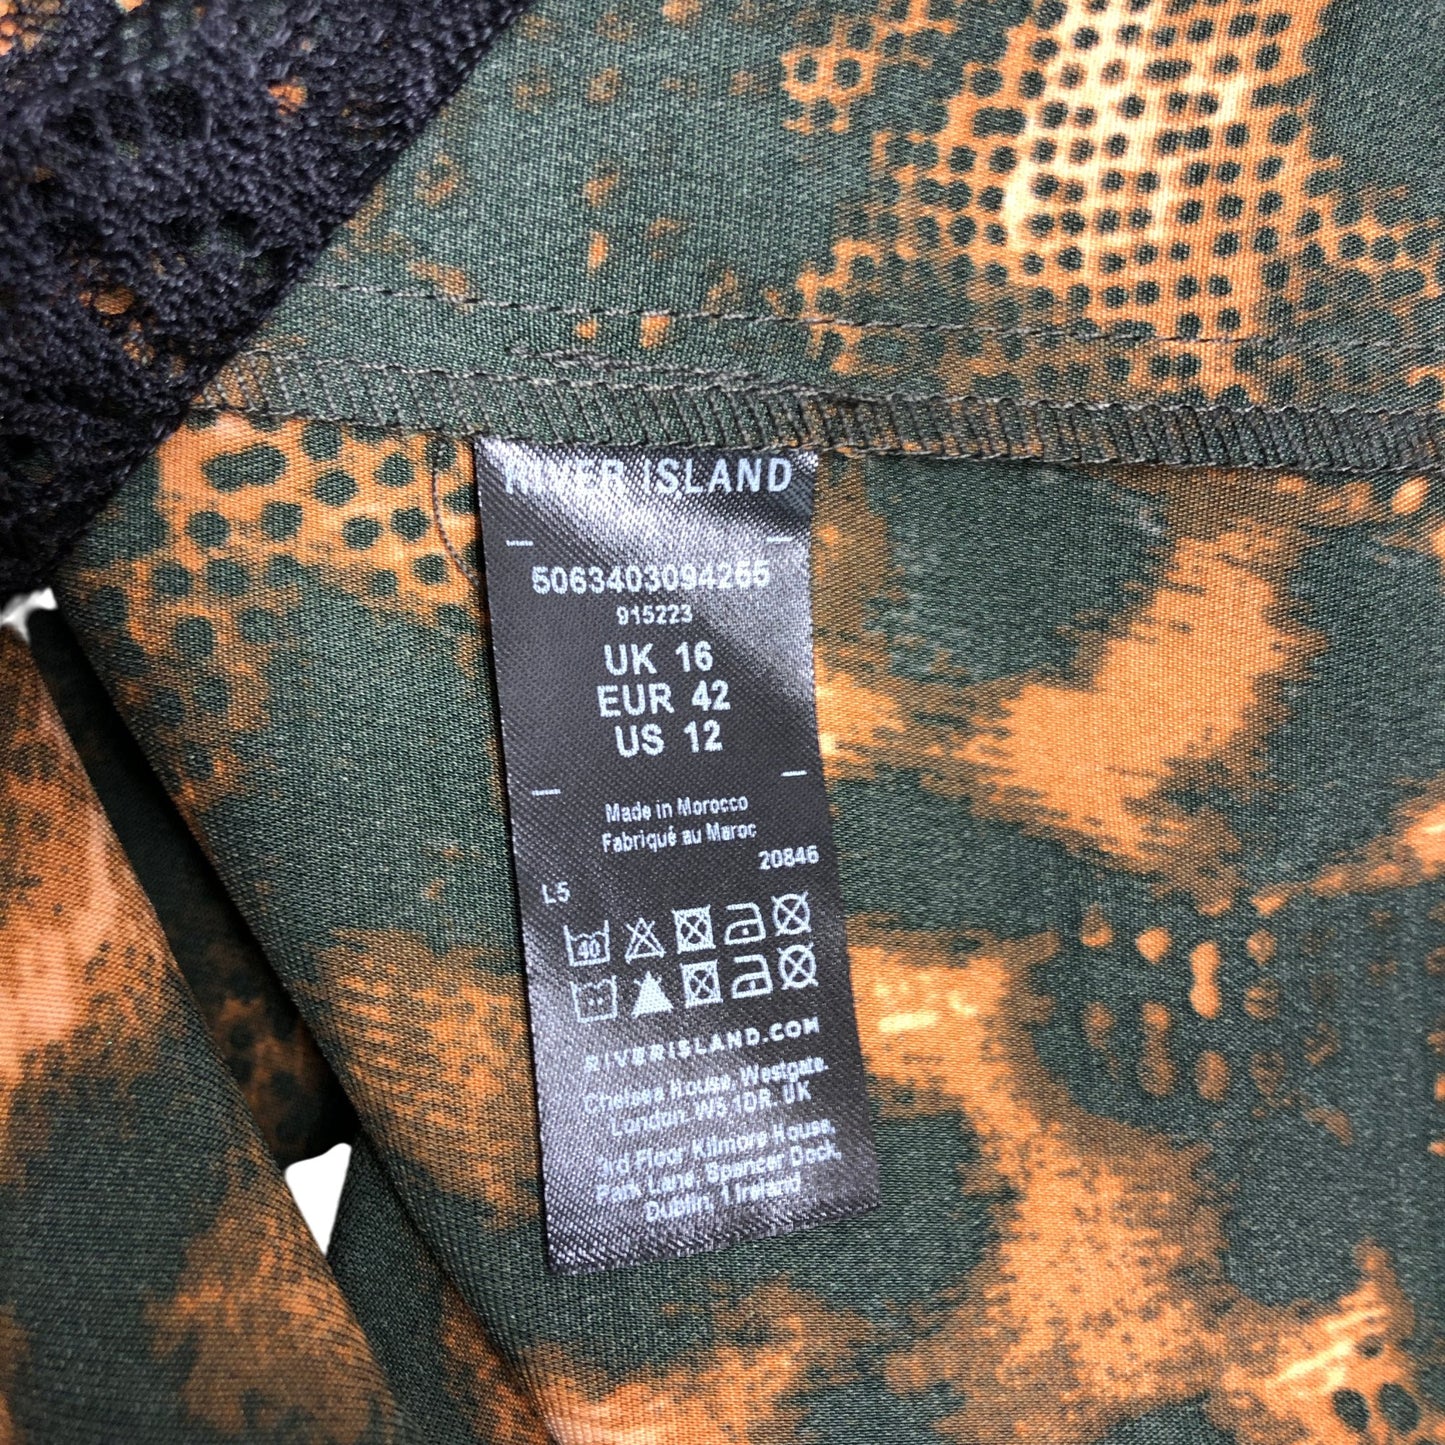 RIVER ISLAND
5063403094265
915223
UK 16
EUR 42
US 12
Made in Morocco
Fabriqué au Maroc
20846
L5
40
RIVERISLAND.COM
Chelsea House, Westgate,
London W5 1DR. UK
3rd Floor Kilmore House,
Park Lane, Spencer Dock,
Dublin, 1 Ireland